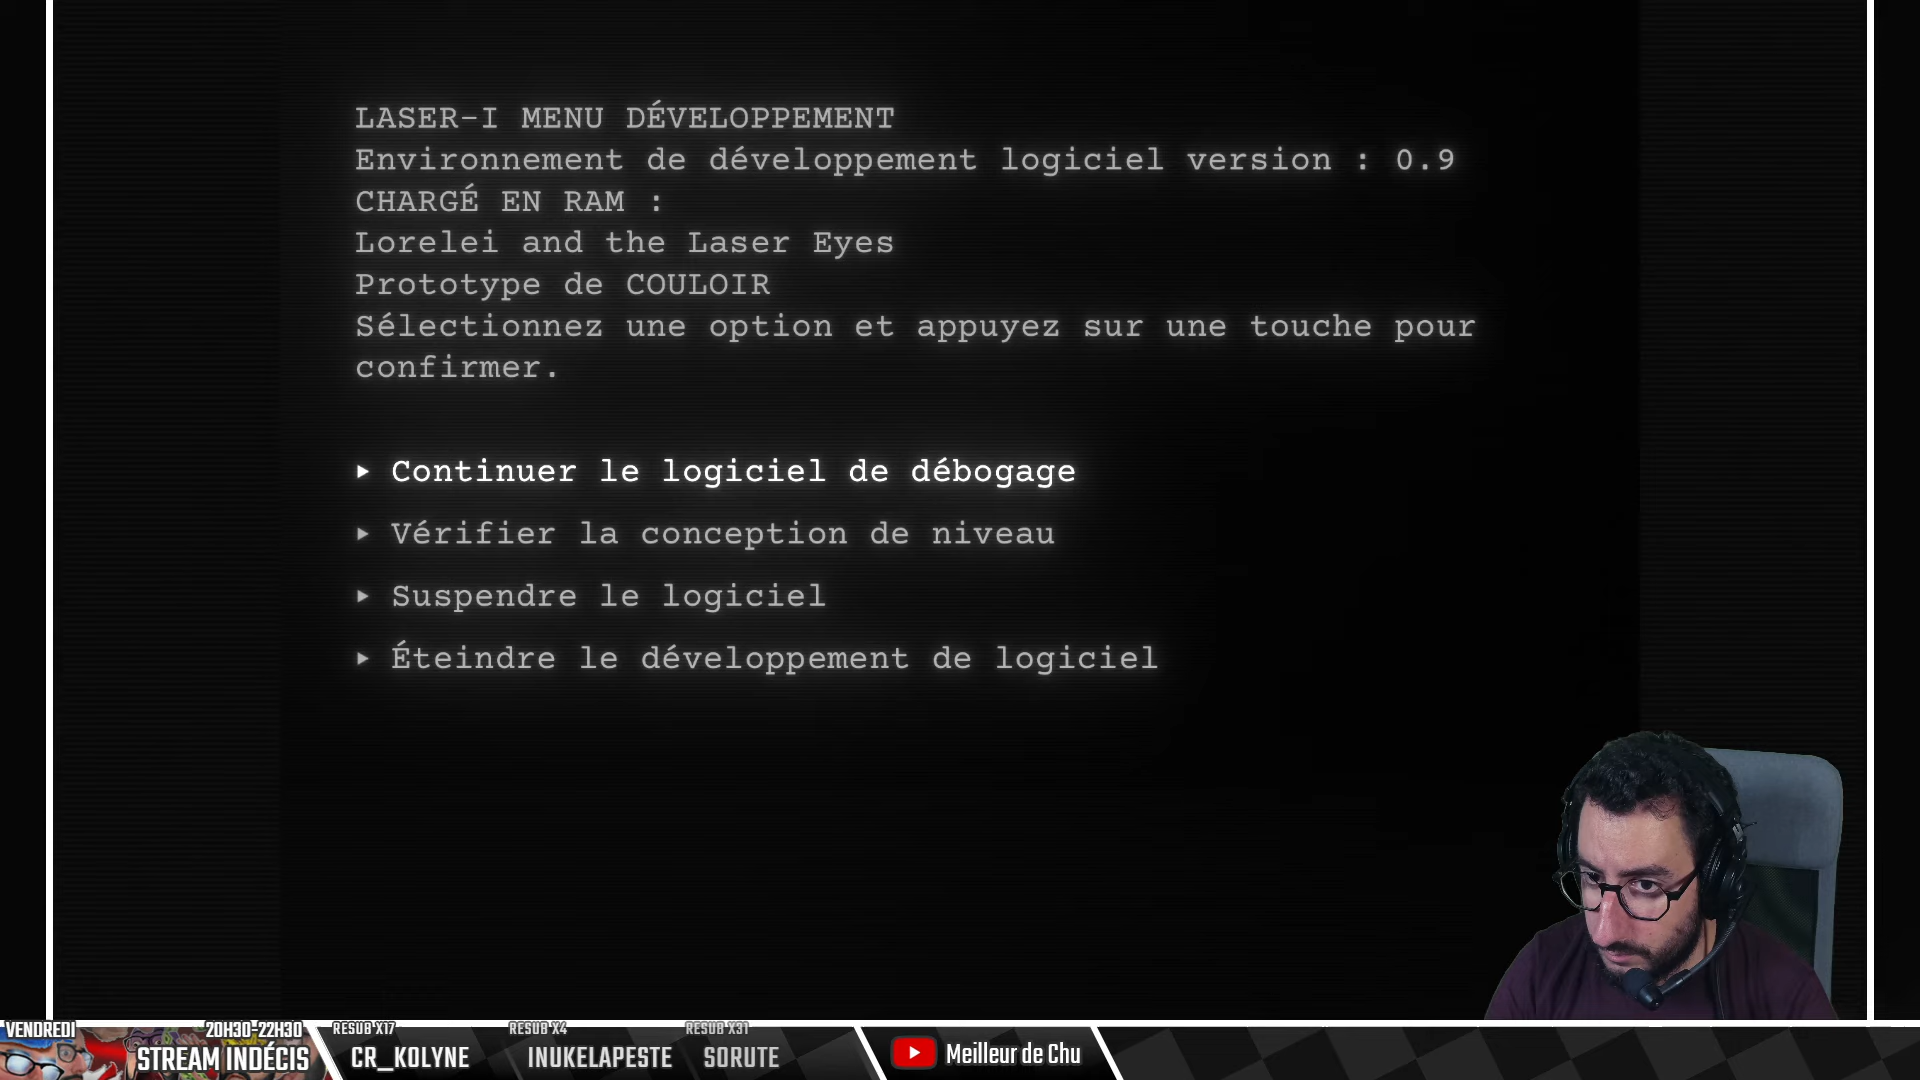 LASER-I MENU DÉVELOPPEMENT
Environnement de développement logiciel version : 0.9
CHARGÉ EN RAM :
Lorelei and the Laser Eyes
Prototype de COULOIR
Sélectionnez une option et appuyez sur une touche pour
confirmer.
▸ Continuer le logiciel de débogage
▸ Vérifier la conception de niveau
▸ Suspendre le logiciel
▸ Éteindre le développement de logiciel
VENDREDI 20H30-22H30
STREAM INDÉCIS
RESUB X17
CR_KOLYNE
RESUB X4
INUKELAPESTE
RESUB X31
SORUTE
Meilleur de Chu